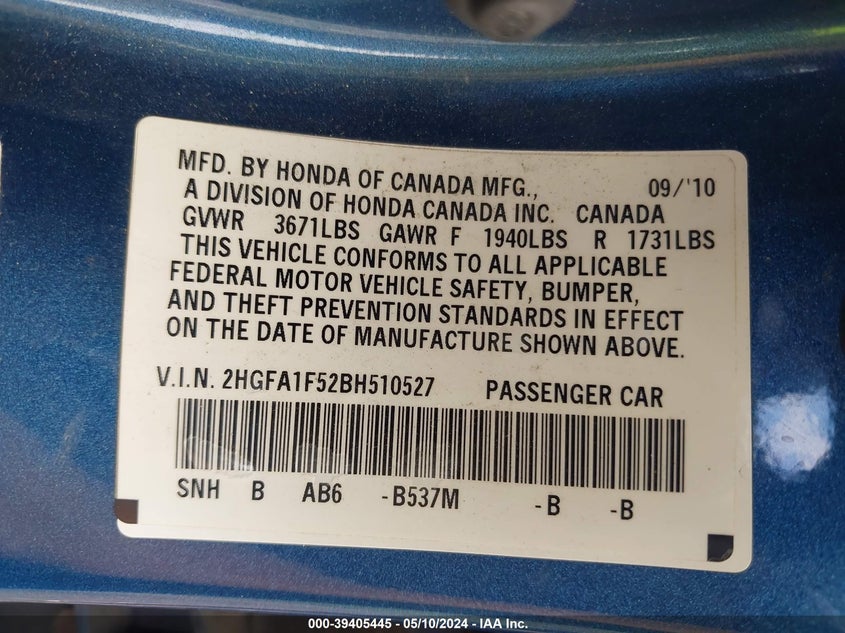 MFD. BY HONDA OF CANADA MFG., 09/'10
A DIVISION OF HONDA CANADA INC. CANADA
GVWR 3671LBS GAWR F 1940LBS R 1731LBS
THIS VEHICLE CONFORMS TO ALL APPLICABLE
FEDERAL MOTOR VEHICLE SAFETY, BUMPER,
AND THEFT PREVENTION STANDARDS IN EFFECT
ON THE DATE OF MANUFACTURE SHOWN ABOVE.
V.I.N. 2HGFA1F52BH510527 PASSENGER CAR
SNH B AB6 -B537M -B -B
000-39405445 - 05/10/2024 - IAA Inc.